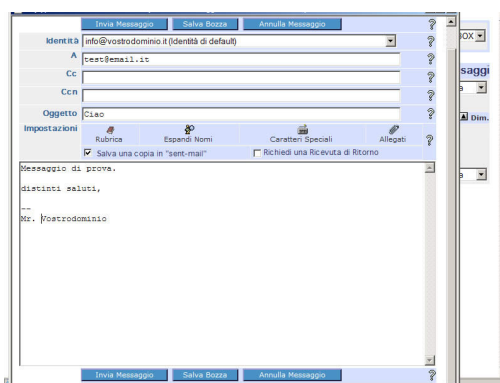 Invia Messaggio Salva Bozza Annulla Messaggio ?
Identità info@vostrodominio.it (Identità di default) ? OX
A test@email.it ?
Cc ? saggi
Ccn ?
Oggetto Ciao ? Dim.
Impostazioni Rubrica Espandi Nomi Caratteri Speciali Allegati ?
Salva una copia in "sent-mail" Richiedi una Ricevuta di Ritorno
Messaggio di prova.
distinti saluti,
--
Mr. Vostrodominio
Invia Messaggio Salva Bozza Annulla Messaggio ?